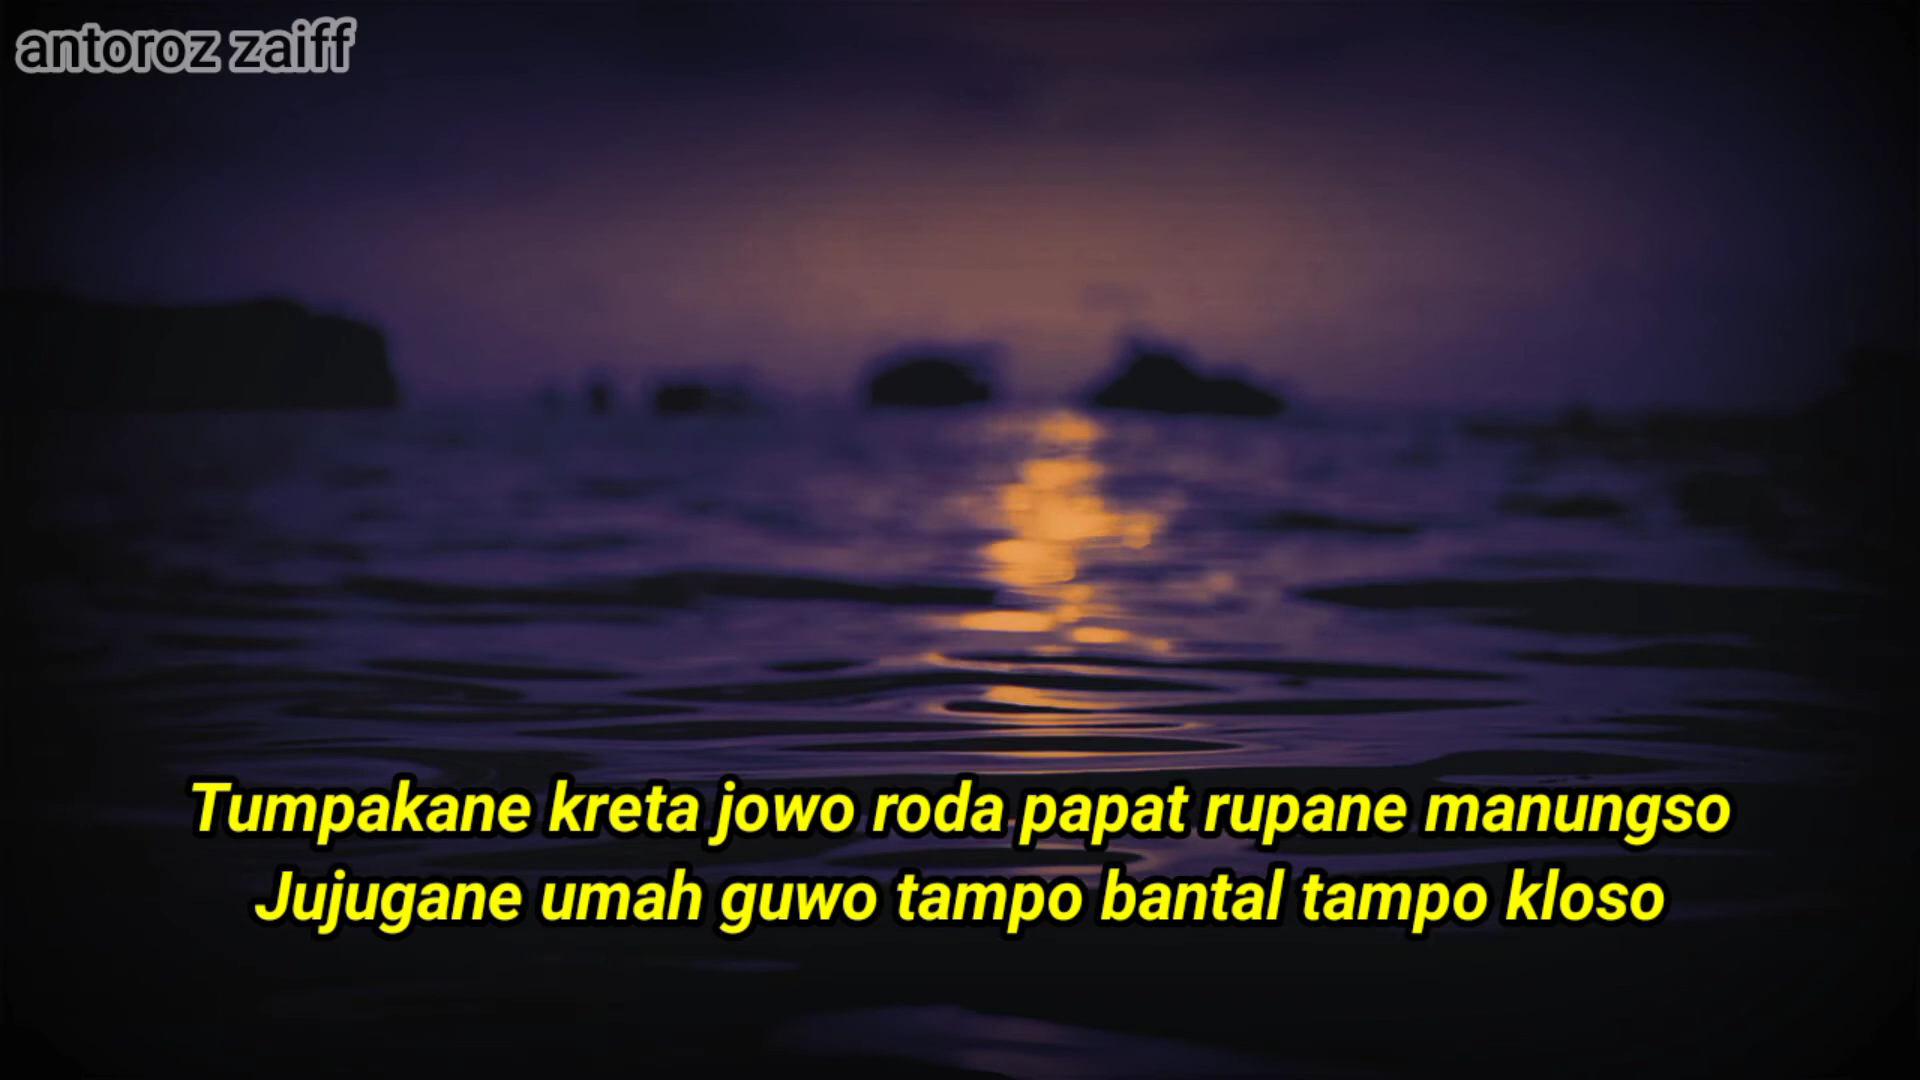 antoroz zaiff
Tumpakane kreta jowo roda papat rupane manungso
Jujugane umah guwo tampo bantal tampo kloso